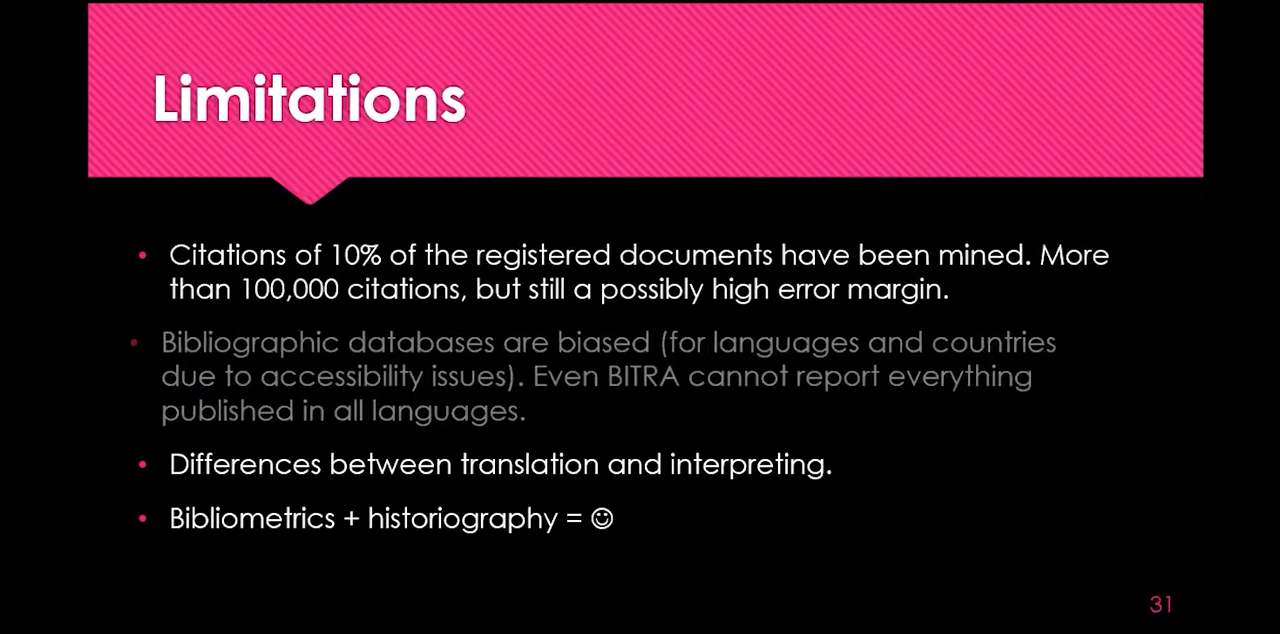 Limitations
• Citations of 10% of the registered documents have been mined. More
than 100,000 citations, but still a possibly high error margin.
• Bibliographic databases are biased (for languages and countries
due to accessibility issues). Even BITRA cannot report everything
published in all languages.
• Differences between translation and interpreting.
• Bibliometrics + historiography = ☺
31